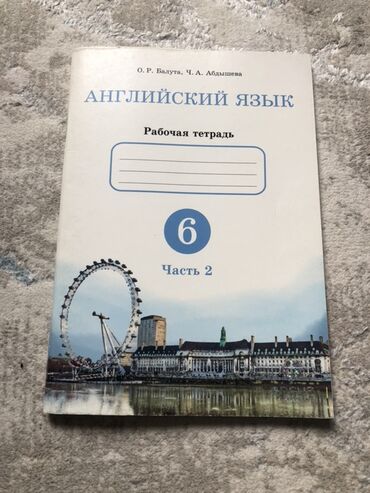 О. Р. Балута, Ч. А. Абдышева
АНГЛИЙСКИЙ ЯЗЫК
Рабочая тетрадь
6
Часть 2